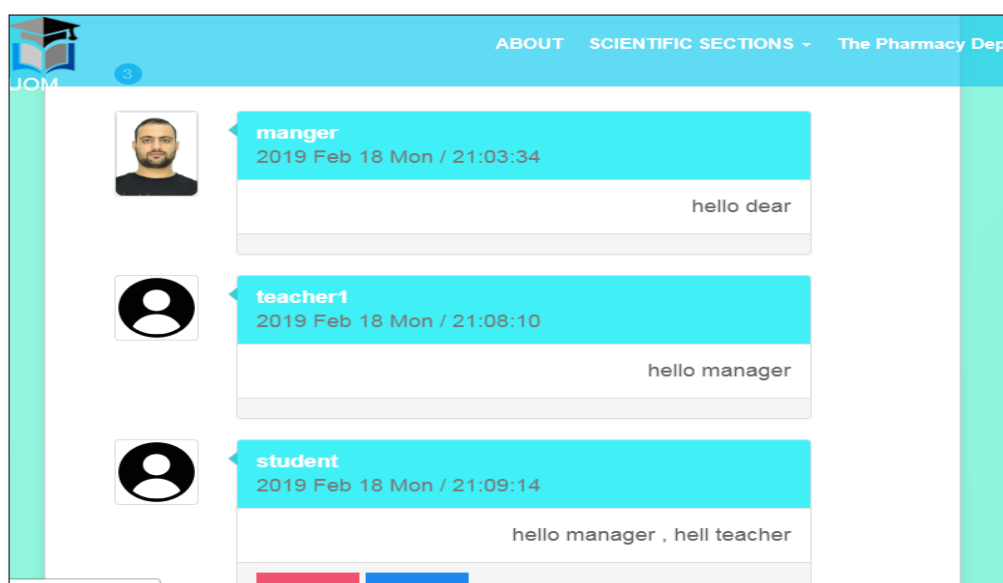 ABOUT SCIENTIFIC SECTIONS The Pharmacy Dep
UOM
3
manger
2019 Feb 18 Mon / 21:03:34
hello dear
teacher1
2019 Feb 18 Mon / 21:08:10
hello manager
student
2019 Feb 18 Mon / 21:09:14
hello manager , hell teacher